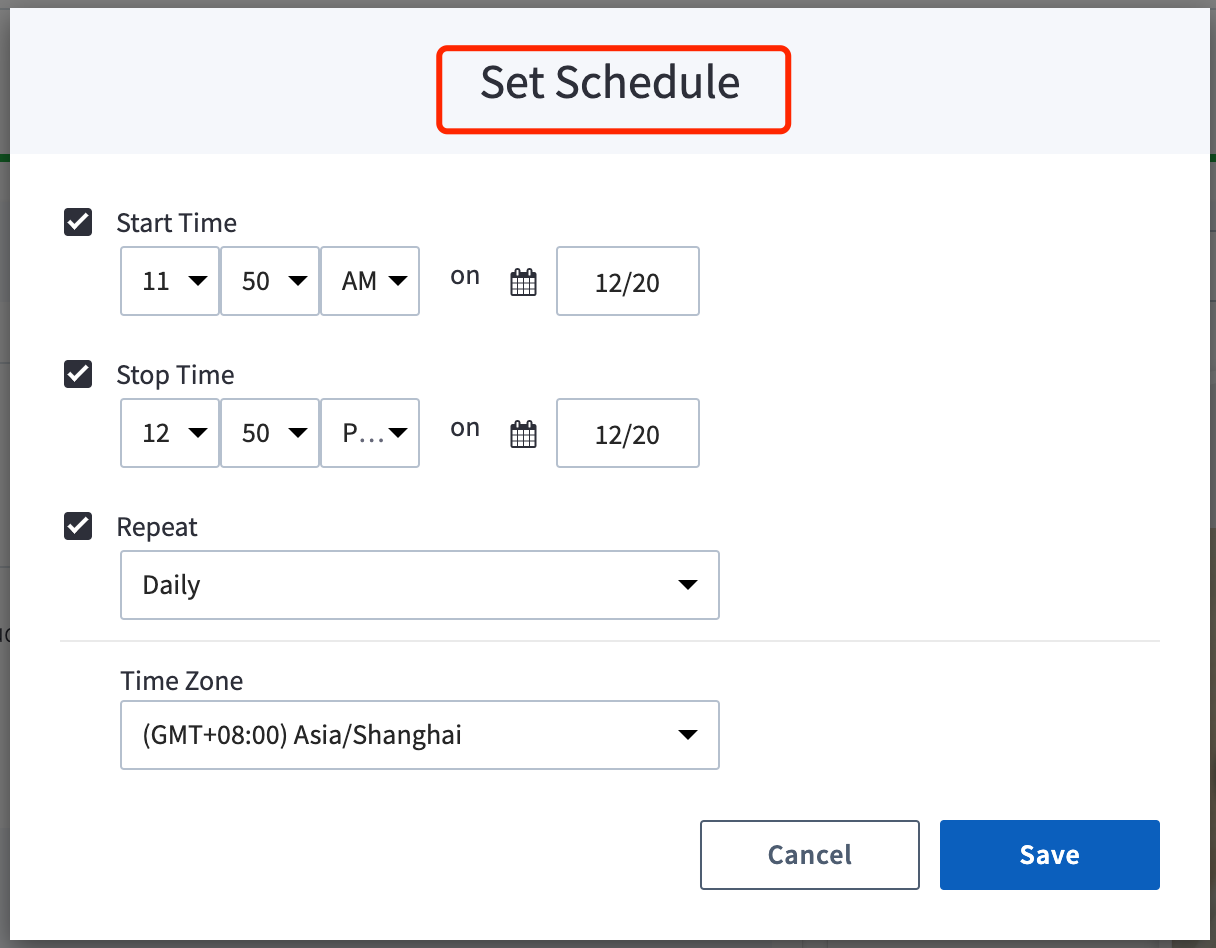 Set Schedule
Start Time
11 50 AM on 12/20
Stop Time
12 50 P... on 12/20
Repeat
Daily
Time Zone
(GMT+08:00) Asia/Shanghai
Cancel Save